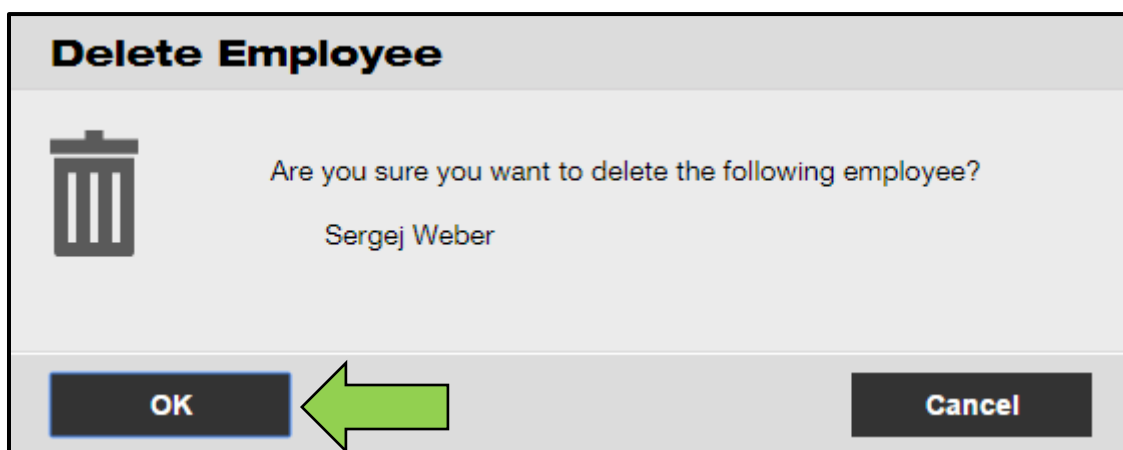 Delete Employee
Are you sure you want to delete the following employee?
Sergej Weber
OK
Cancel